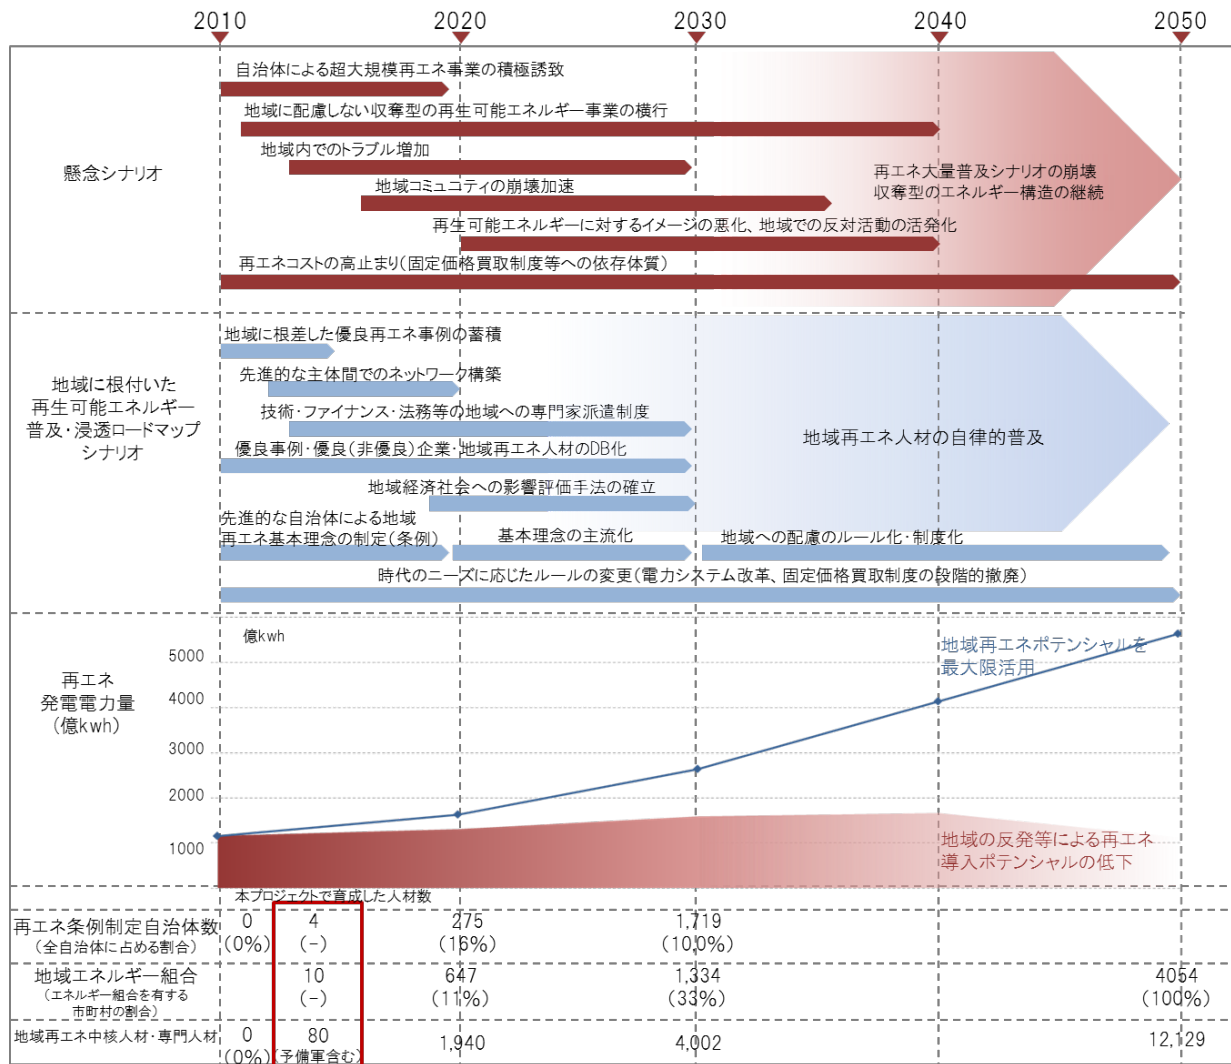 2010
2020
2030
2040
2050
懸念シナリオ
自治体による超大規模再エネ事業の積極誘致
地域に配慮しない収奪型の再生可能エネルギー事業の横行
地域内でのトラブル増加
地域コミュニティの崩壊加速
再生可能エネルギーに対するイメージの悪化、地域での反対活動の活発化
再エネコストの高止まり(固定価格買取制度等への依存体質)
再エネ大量普及シナリオの崩壊
収奪型のエネルギー構造の継続
地域に根付いた
再生可能エネルギー
普及・浸透ロードマップ
シナリオ
地域に根差した優良再エネ事例の蓄積
先進的な主体間でのネットワーク構築
技術・ファイナンス・法務等の地域への専門家派遣制度
優良事例・優良(非優良)企業・地域再エネ人材のDB化
地域経済社会への影響評価手法の確立
先進的な自治体による地域
再エネ基本理念の制定(条例)
基本理念の主流化
地域への配慮のルール化・制度化
時代のニーズに応じたルールの変更(電力システム改革、固定価格買取制度の段階的撤廃)
地域再エネ人材の自律的普及
再エネ
発電電力量
(億kwh)
億kwh
5000
4000
3000
2000
1000
地域再エネポテンシャルを
最大限活用
地域の反発等による再エネ
導入ポテンシャルの低下
本プロジェクトで育成した人材数
再エネ条例制定自治体数
(全自治体に占める割合)
0
(0%)
4
(-)
275
(16%)
1,719
(10,0%)
地域エネルギー組合
(エネルギー組合を有する
市町村の割合)
10
(-)
647
(11%)
1,334
(33%)
4054
(100%)
地域再エネ中核人材・専門人材
0
(0%)
80
(予備軍含む)
1,940
4,002
12,129